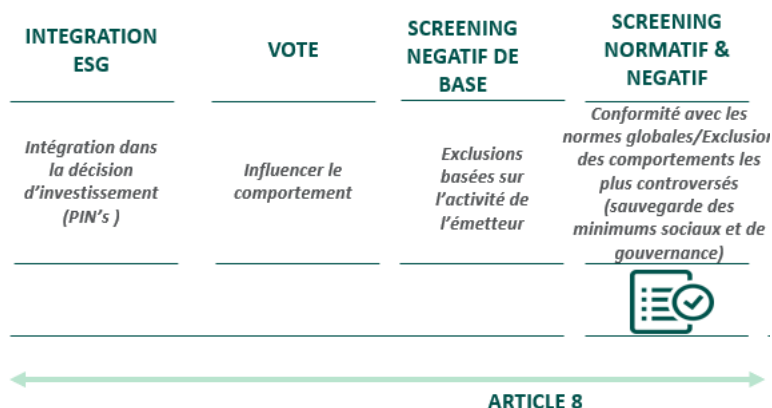 INTEGRATION
ESG
VOTE
SCREENING
NEGATIF DE
BASE
SCREENING
NORMATIF &
NEGATIF
Intégration dans
la décision
d'investissement
(PIN's )
Influencer le
comportement
Exclusions
basées sur
l'activité de
l'émetteur
Conformité avec les
normes globales/Exclusion
des comportements les
plus controversés
(sauvegarde des
minimums sociaux et de
gouvernance)
ARTICLE 8